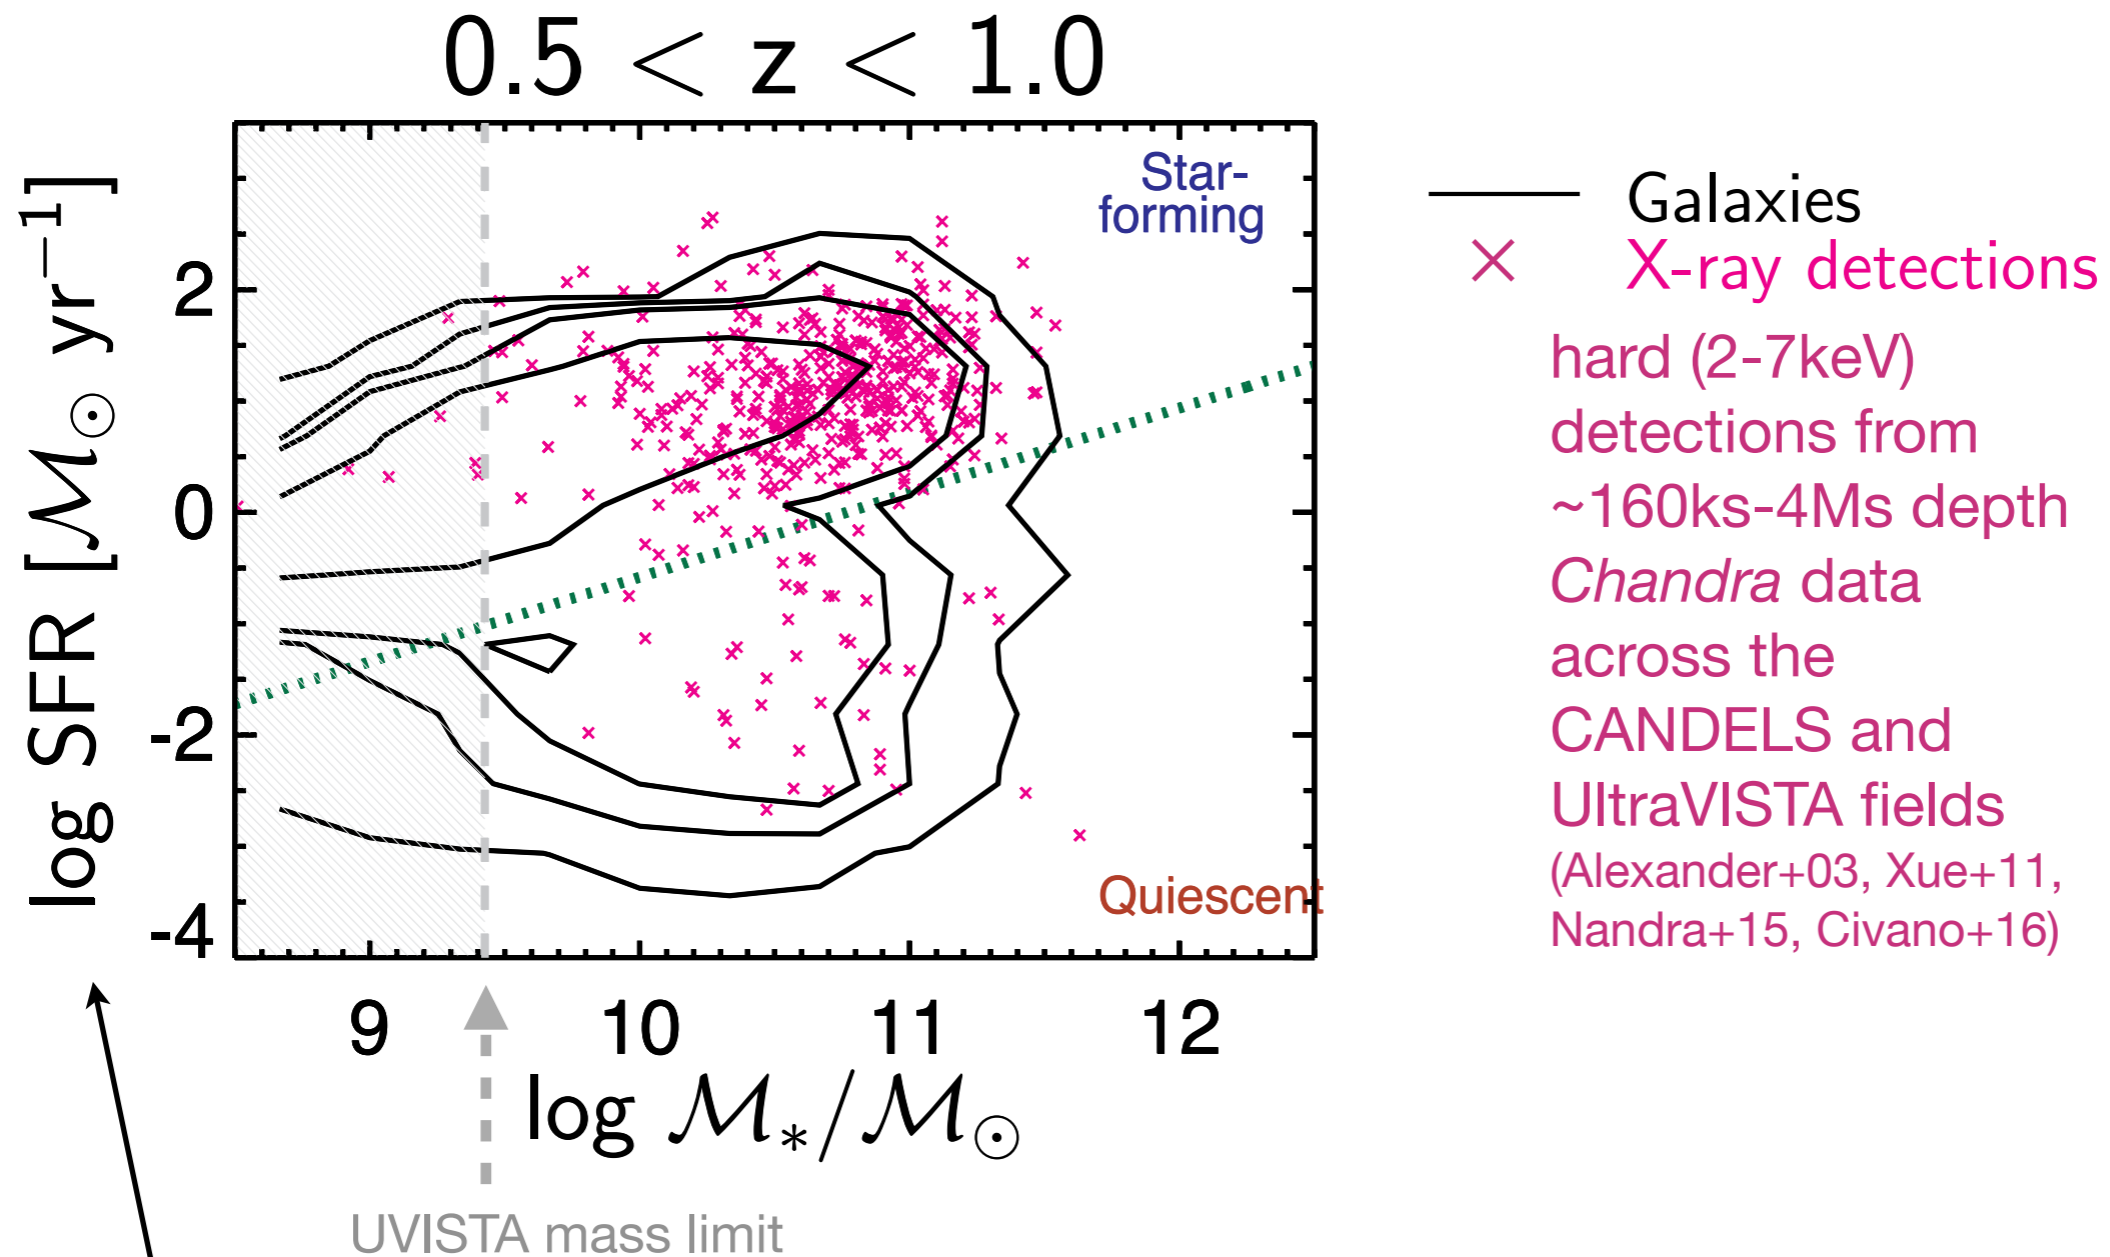 0.5 < z < 1.0
Star-
forming
Galaxies
X-ray detections
hard (2-7keV)
detections from
~160ks-4Ms depth
Chandra data
across the
CANDELS and
UltraVISTA fields
(Alexander+03, Xue+11,
Nandra+15, Civano+16)
log SFR [ℳ⊙ yr⁻¹]
2
0
-2
-4
Quiescent
9 10 11 12
log ℳ*/ℳ⊙
UVISTA mass limit